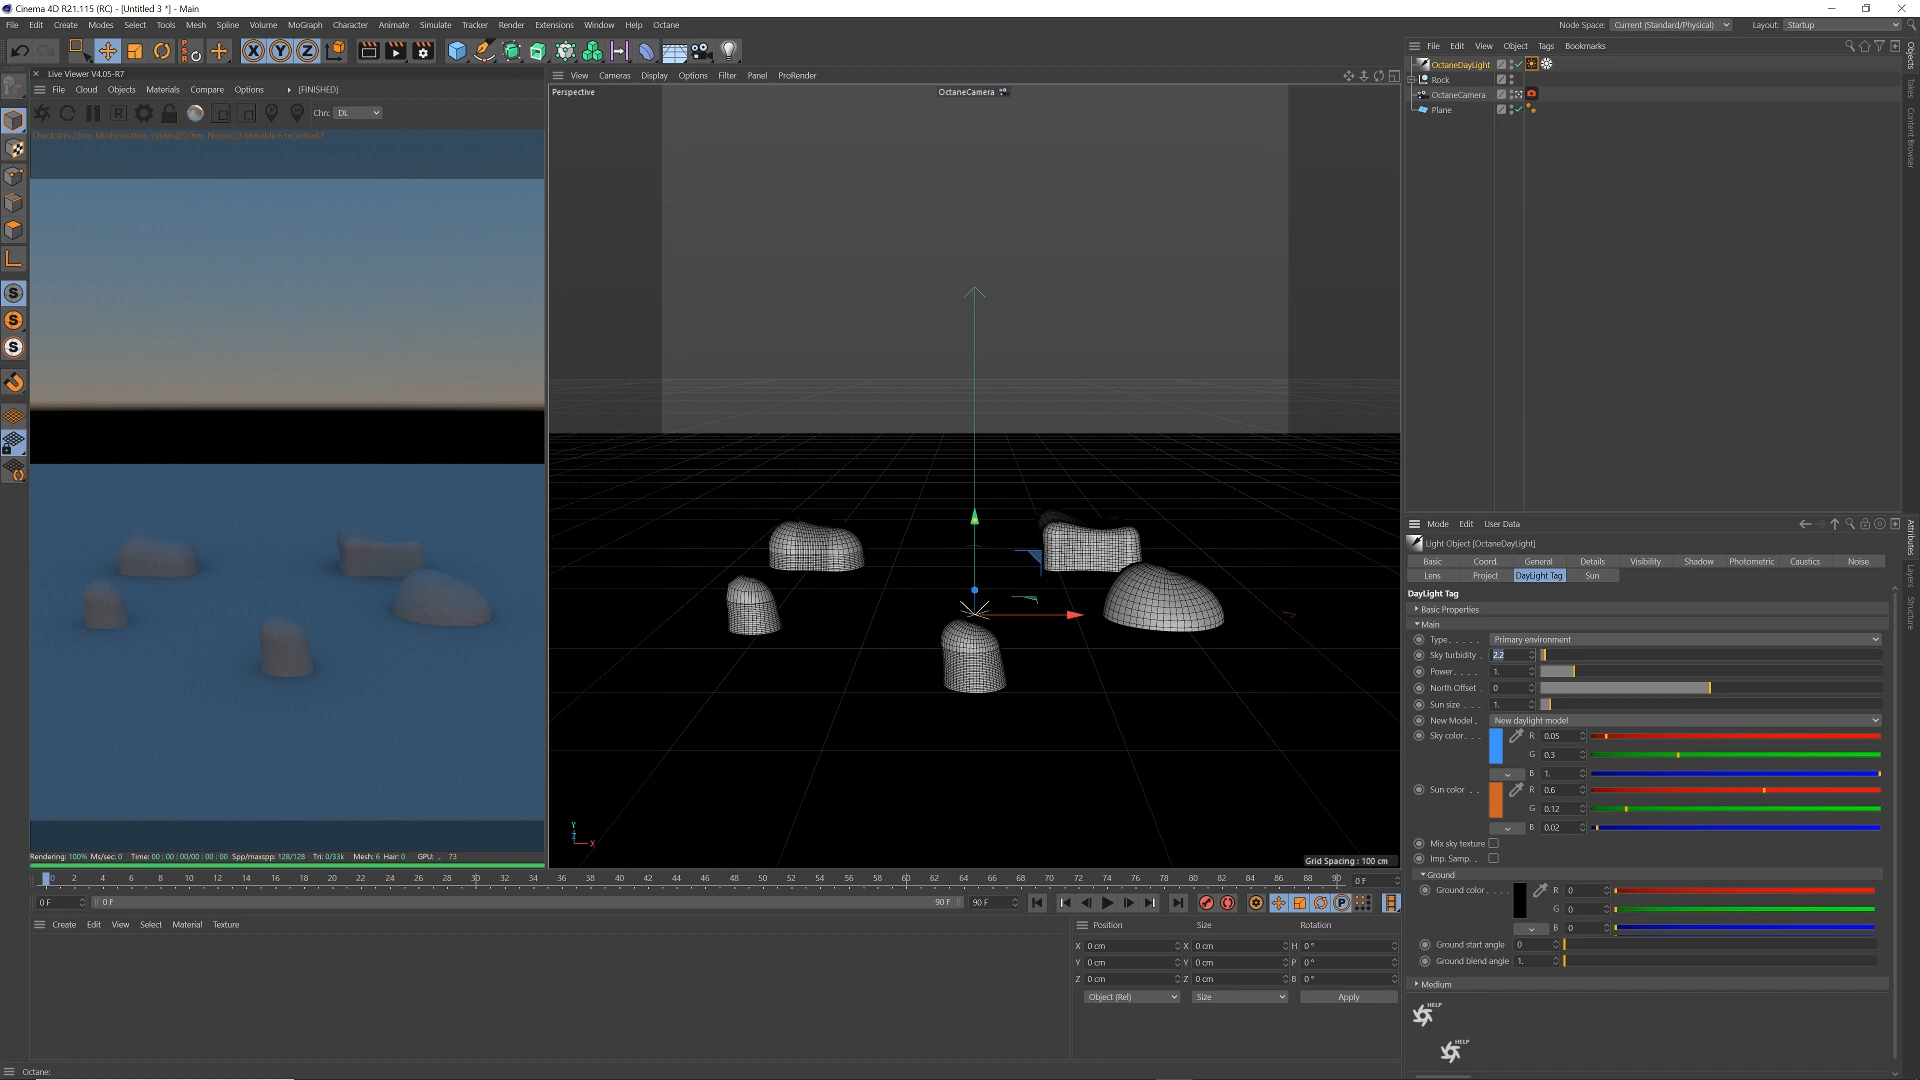 Cinema 4D R21.115 (RC) - [Untitled 3 *] - Main
File Edit Create Modes Select Tools Mesh Spline Volume MoGraph Character Animate Simulate Tracker Render Extensions Window Help Octane
Node Space: Current (Standard/Physical) Layout: Startup
Live Viewer V4.05-R7
File Cloud Objects Materials Compare Options [FINISHED]
Chn: DL
View Cameras Display Options Filter Panel ProRender
Perspective
OctaneCamera
Grid Spacing : 100 cm
Rendering: 100% Ms/sec: 0 Time: 00 : 00 : 00/00 : 00 : 00 Spp/maxspp: 128/128 Tri: 0/33k Mesh: 6 Hair: 0 GPU: 73
0 2 4 6 8 10 12 14 16 18 20 22 24 26 28 30 32 34 36 38 40 42 44 46 48 50 52 54 56 58 60 62 64 66 68 70 72 74 76 78 80 82 84 86 88 90 0 F
0 F 0 F 90 F 90 F
Create Edit View Select Material Texture
Position Size Rotation
X 0 cm X 0 cm H 0 °
Y 0 cm Y 0 cm P 0 °
Z 0 cm Z 0 cm B 0 °
Object (Rel) Size Apply
Octane:
File Edit View Object Tags Bookmarks
OctaneDayLight
Rock
OctaneCamera
Plane
Objects
Takes
Content Browser
Mode Edit User Data
Light Object [OctaneDayLight]
Basic Coord. General Details Visibility Shadow Photometric Caustics Noise
Lens Project DayLight Tag Sun
DayLight Tag
Basic Properties
Main
Type Primary environment
Sky turbidity 2.2
Power 1.
North Offset 0
Sun size 1.
New Model New daylight model
Sky color R 0.05
G 0.3
B 1.
Sun color R 0.6
G 0.12
B 0.02
Mix sky texture
Imp. Samp.
Ground
Ground color R 0
G 0
B 0
Ground start angle 0
Ground blend angle 1.
Medium
HELP
HELP
Attributes
Layers
Structure